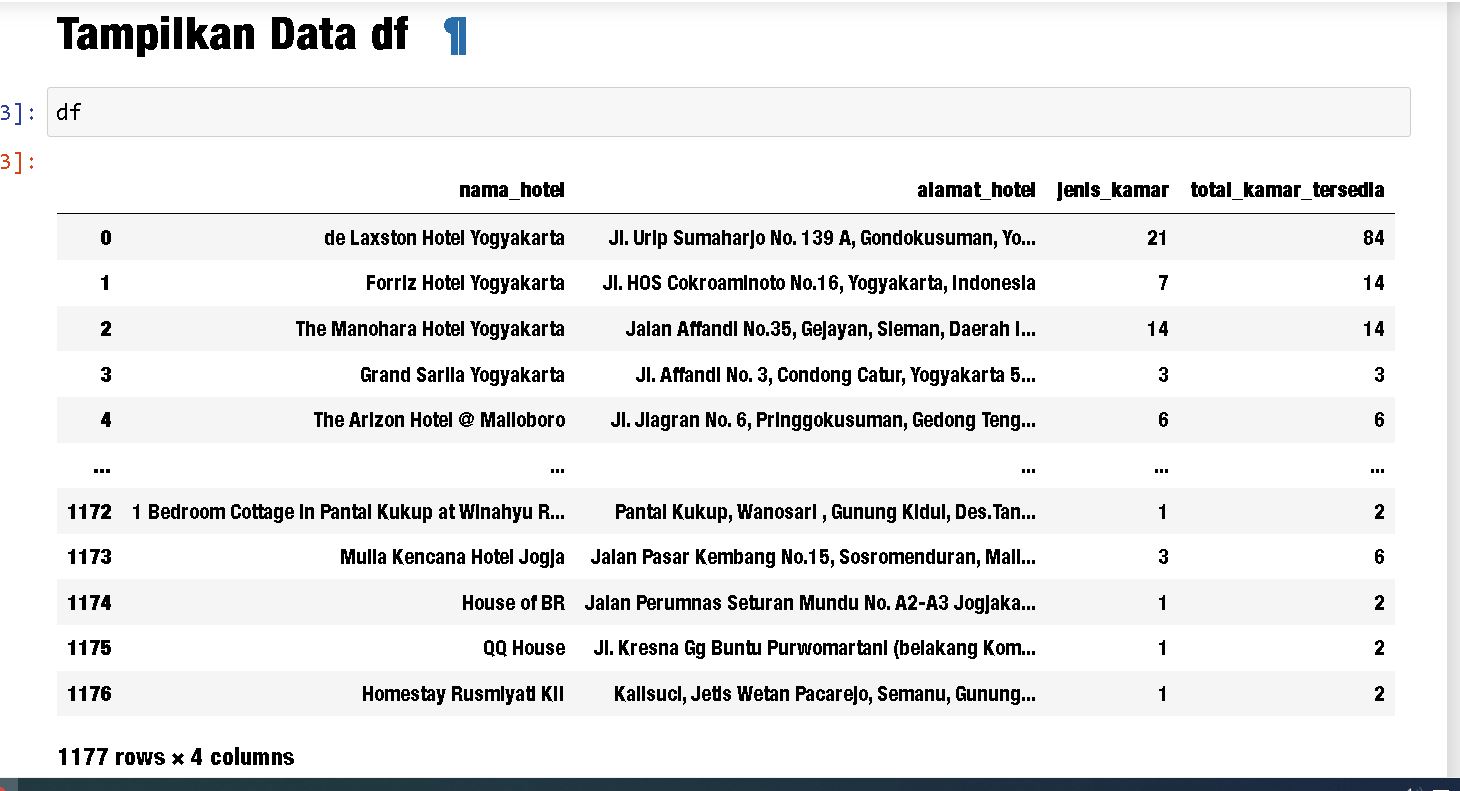 Tampilkan Data df ¶
3]: df
3]:
nama_hotel alamat_hotel jenis_kamar total_kamar_tersedia
0 de Laxston Hotel Yogyakarta Jl. Urip Sumaharjo No. 139 A, Gondokusuman, Yo... 21 84
1 Forriz Hotel Yogyakarta Jl. HOS Cokroaminoto No.16, Yogyakarta, Indonesia 7 14
2 The Manohara Hotel Yogyakarta Jalan Affandi No.35, Gejayan, Sleman, Daerah I... 14 14
3 Grand Sarila Yogyakarta Jl. Affandi No. 3, Condong Catur, Yogyakarta 5... 3 3
4 The Arizon Hotel @ Malioboro Jl. Jlagran No. 6, Pringgokusuman, Gedong Teng... 6 6
... ... ... ... ...
1172 1 Bedroom Cottage in Pantai Kukup at Winahyu R... Pantai Kukup, Wanosari , Gunung Kidul, Des.Tan... 1 2
1173 Mulia Kencana Hotel Jogja Jalan Pasar Kembang No.15, Sosromenduran, Mali... 3 6
1174 House of BR Jalan Perumnas Seturan Mundu No. A2-A3 Jogjaka... 1 2
1175 QQ House Jl. Kresna Gg Buntu Purwomartani (belakang Kom... 1 2
1176 Homestay Rusmiyati KII Kalisuci, Jetis Wetan Pacarejo, Semanu, Gunung... 1 2
1177 rows × 4 columns